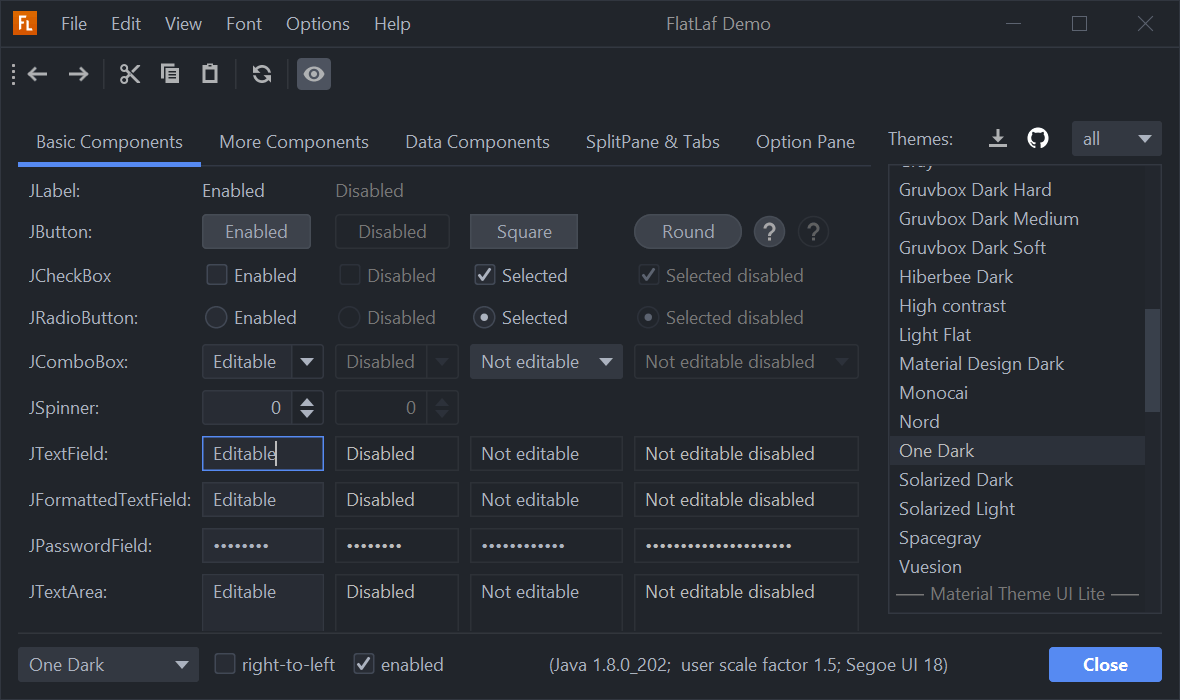 FL File Edit View Font Options Help FlatLaf Demo
Basic Components More Components Data Components SplitPane & Tabs Option Pane
JLabel: Enabled Disabled
JButton: Enabled Disabled Square Round ? ?
JCheckBox Enabled Disabled Selected Selected disabled
JRadioButton: Enabled Disabled Selected Selected disabled
JComboBox: Editable Disabled Not editable Not editable disabled
JSpinner: 0 0
JTextField: Editable Disabled Not editable Not editable disabled
JFormattedTextField: Editable Disabled Not editable Not editable disabled
JPasswordField: •••••••• •••••••• •••••••••••• ••••••••••••••••••••
JTextArea: Editable Disabled Not editable Not editable disabled
Themes: all
Gruvbox Dark Hard
Gruvbox Dark Medium
Gruvbox Dark Soft
Hiberbee Dark
High contrast
Light Flat
Material Design Dark
Monocai
Nord
One Dark
Solarized Dark
Solarized Light
Spacegray
Vuesion
Material Theme UI Lite
One Dark right-to-left enabled (Java 1.8.0_202; user scale factor 1.5; Segoe UI 18) Close